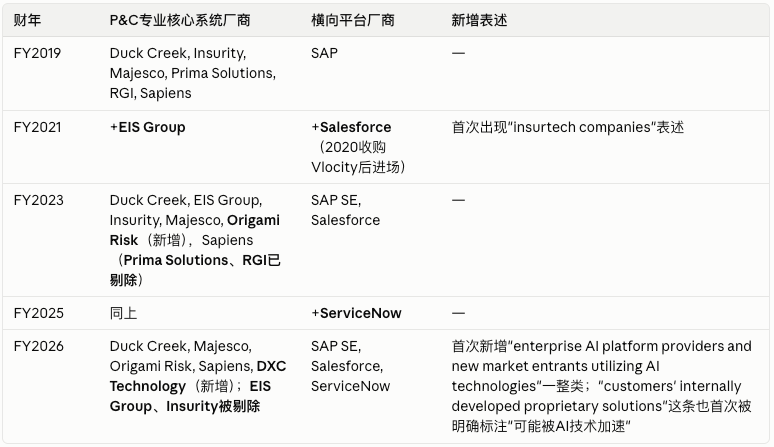 财年 P&C专业核心系统厂商 横向平台厂商 新增表述
FY2019 Duck Creek, Insurity, SAP —
Majesco, Prima Solutions,
RGI, Sapiens
FY2021 +EIS Group +Salesforce 首次出现"insurtech companies"表述
（2020收购
Vlocity后进场）
FY2023 Duck Creek, EIS Group, SAP SE, —
Insurity, Majesco, Origami Salesforce
Risk（新增），Sapiens
（Prima Solutions、RGI已
剔除）
FY2025 同上 +ServiceNow —
FY2026 Duck Creek, Majesco, SAP SE, 首次新增"enterprise AI platform providers and
Origami Risk, Sapiens, DXC Salesforce, new market entrants utilizing AI
Technology（新增）；EIS ServiceNow technologies"一整类；"customers' internally
Group、Insurity被剔除 developed proprietary solutions"这条也首次被
明确标注"可能被AI技术加速"